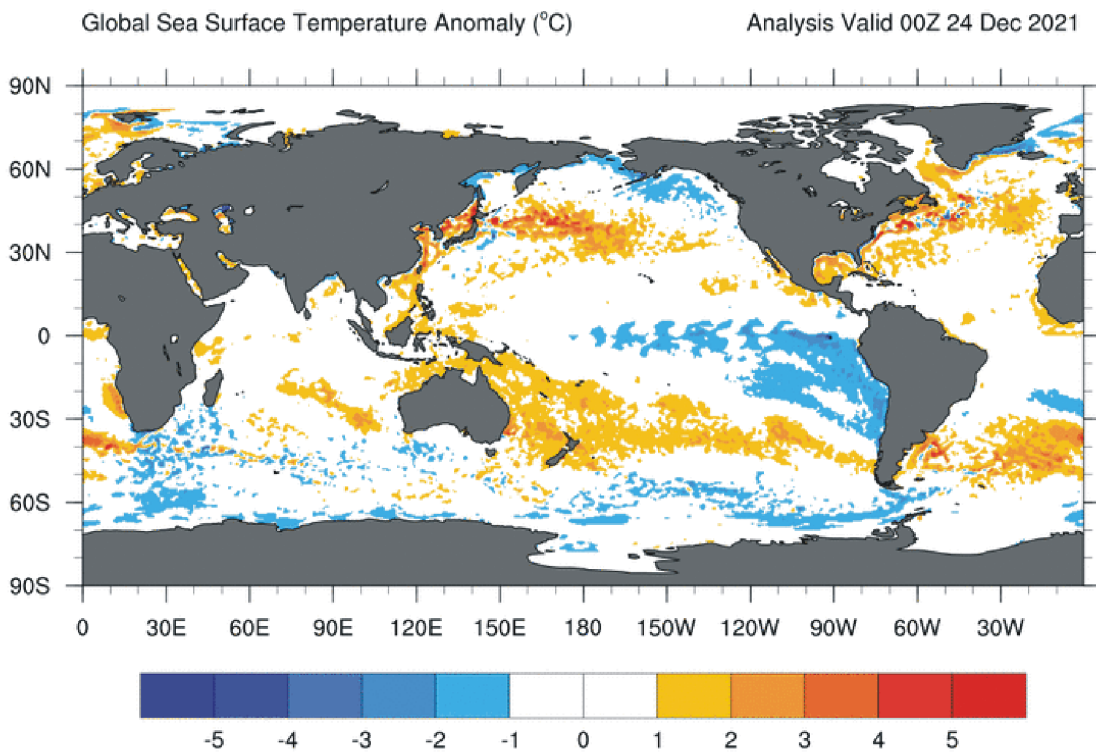 Global Sea Surface Temperature Anomaly (°C) Analysis Valid 00Z 24 Dec 2021
90N
60N
30N
0
30S
60S
90S
0 30E 60E 90E 120E 150E 180 150W 120W 90W 60W 30W
-5 -4 -3 -2 -1 0 1 2 3 4 5